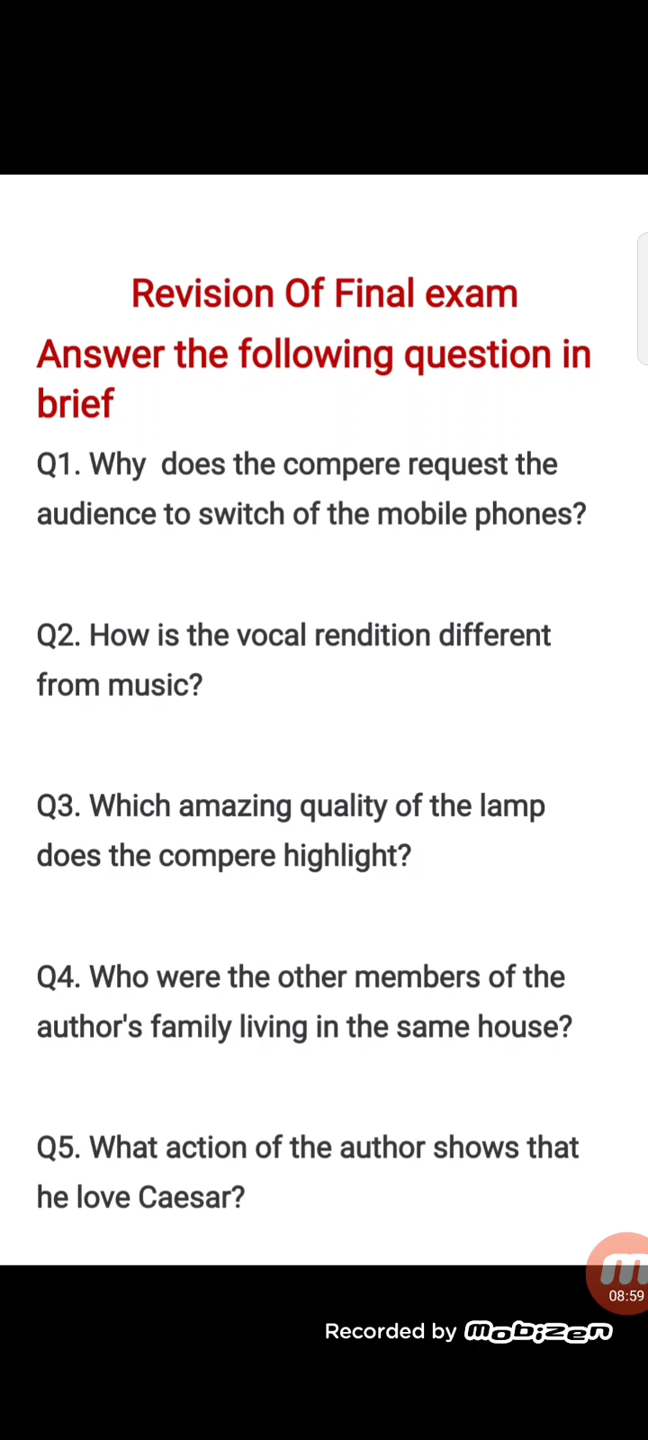 Revision Of Final exam
Answer the following question in
brief
Q1. Why does the compere request the
audience to switch of the mobile phones?
Q2. How is the vocal rendition different
from music?
Q3. Which amazing quality of the lamp
does the compere highlight?
Q4. Who were the other members of the
author's family living in the same house?
Q5. What action of the author shows that
he love Caesar?
08:59
Recorded by Mobizen